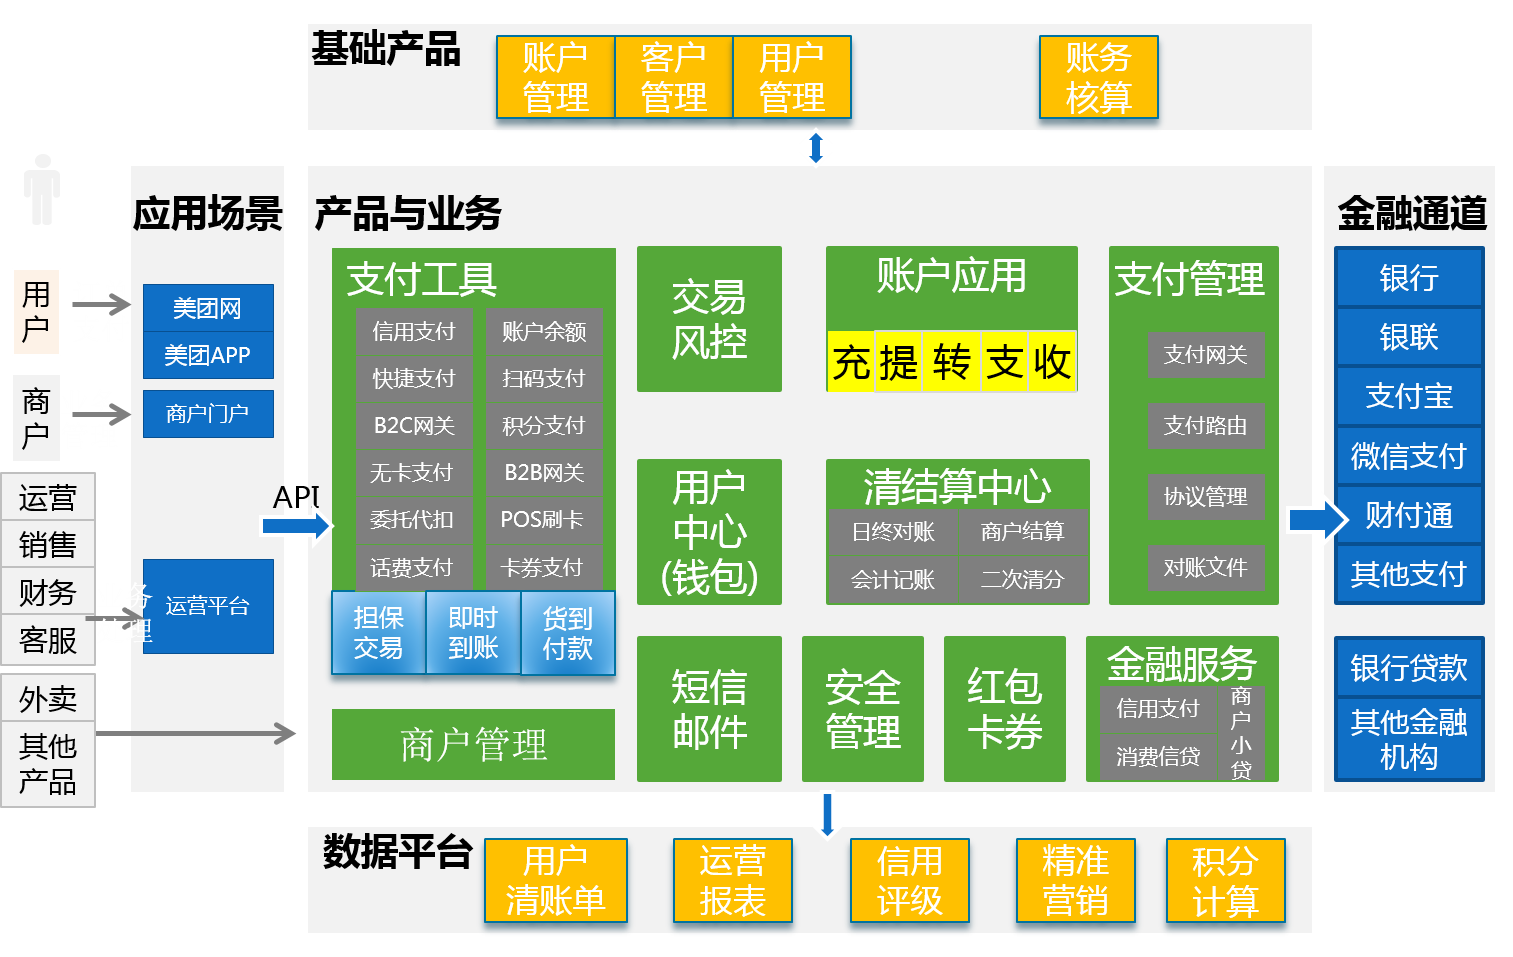 基础产品
账户
管理
客户
管理
用户
管理
账务
核算
用
户
商
户
运营
销售
财务
客服
外卖
其他
产品
应用场景
美团网
美团APP
商户门户
务
理
运营平台
API
产品与业务
支付工具
信用支付
账户余额
快捷支付
扫码支付
B2C网关
积分支付
无卡支付
B2B网关
委托代扣
POS刷卡
话费支付
卡券支付
担保
交易
即时
到账
货到
付款
商户管理
交易
风控
账户应用
充 提 转 支 收
支付管理
支付网关
支付路由
协议管理
对账文件
用户
中心
(钱包)
清结算中心
日终对账
商户结算
会计记账
二次清分
短信
邮件
安全
管理
红包
卡券
金融服务
信用支付
消费信贷
商
户
小
贷
金融通道
银行
银联
支付宝
微信支付
财付通
其他支付
银行贷款
其他金融
机构
数据平台
用户
清账单
运营
报表
信用
评级
精准
营销
积分
计算